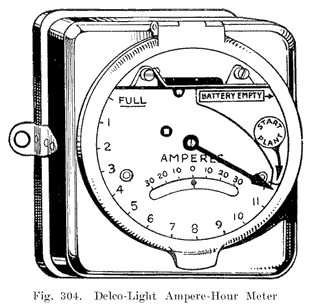 FULL
BATTERY EMPTY
START
PLANT
1
2
3
4
5
6
7
8
9
10
11
AMPERES
30 20 10 0 10 20 30
Fig. 304. Delco-Light Ampere-Hour Meter